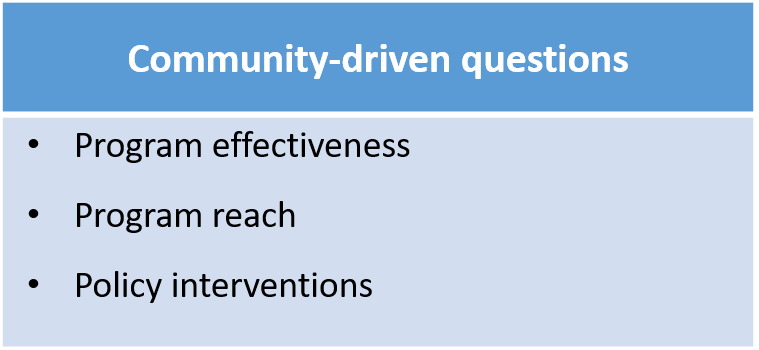 Community-driven questions
• Program effectiveness
• Program reach
• Policy interventions